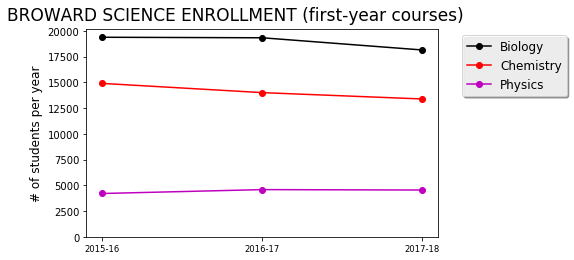 BROWARD SCIENCE ENROLLMENT (first-year courses)
# of students per year
20000
17500
15000
12500
10000
7500
5000
2500
0
2015-16
2016-17
2017-18
Biology
Chemistry
Physics